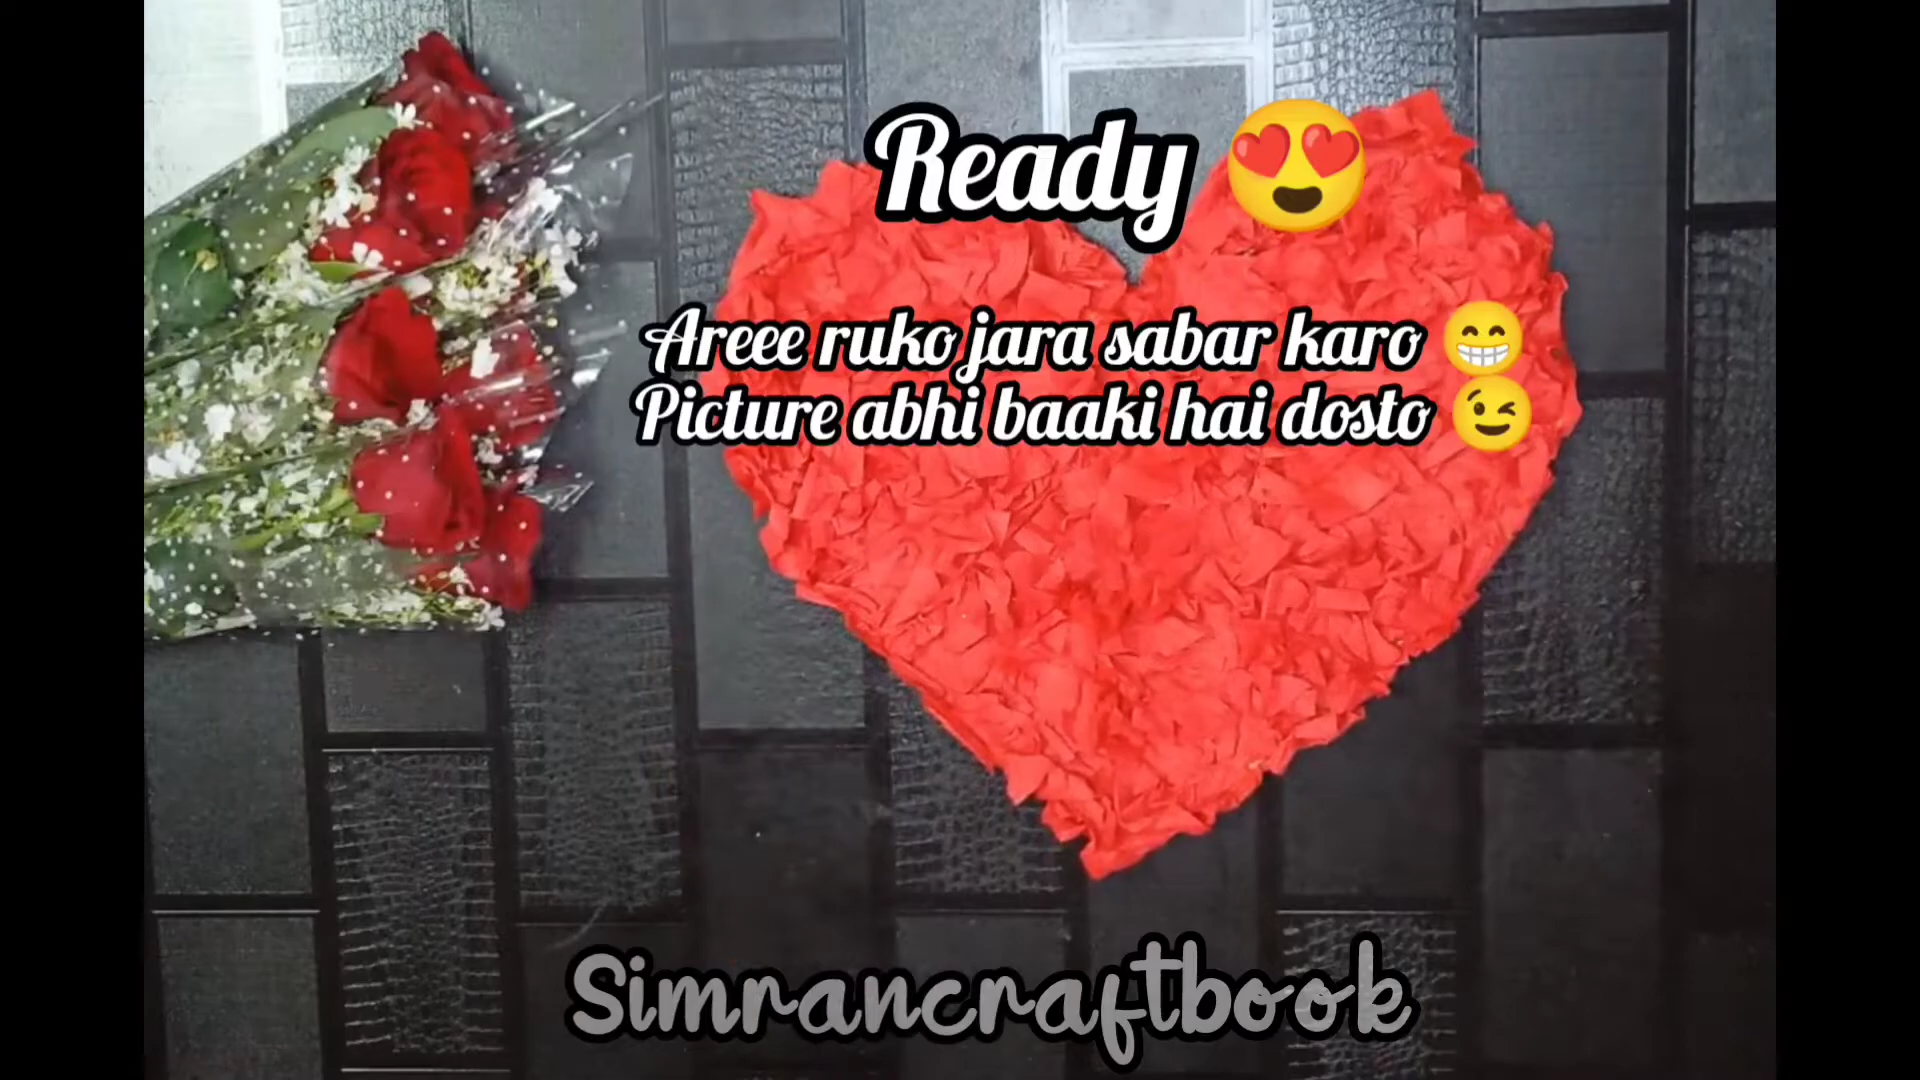 Ready 😍
Areee ruko jara sabar karo 😁
Picture abhi baaki hai dosto 😉
Simrancraftbook